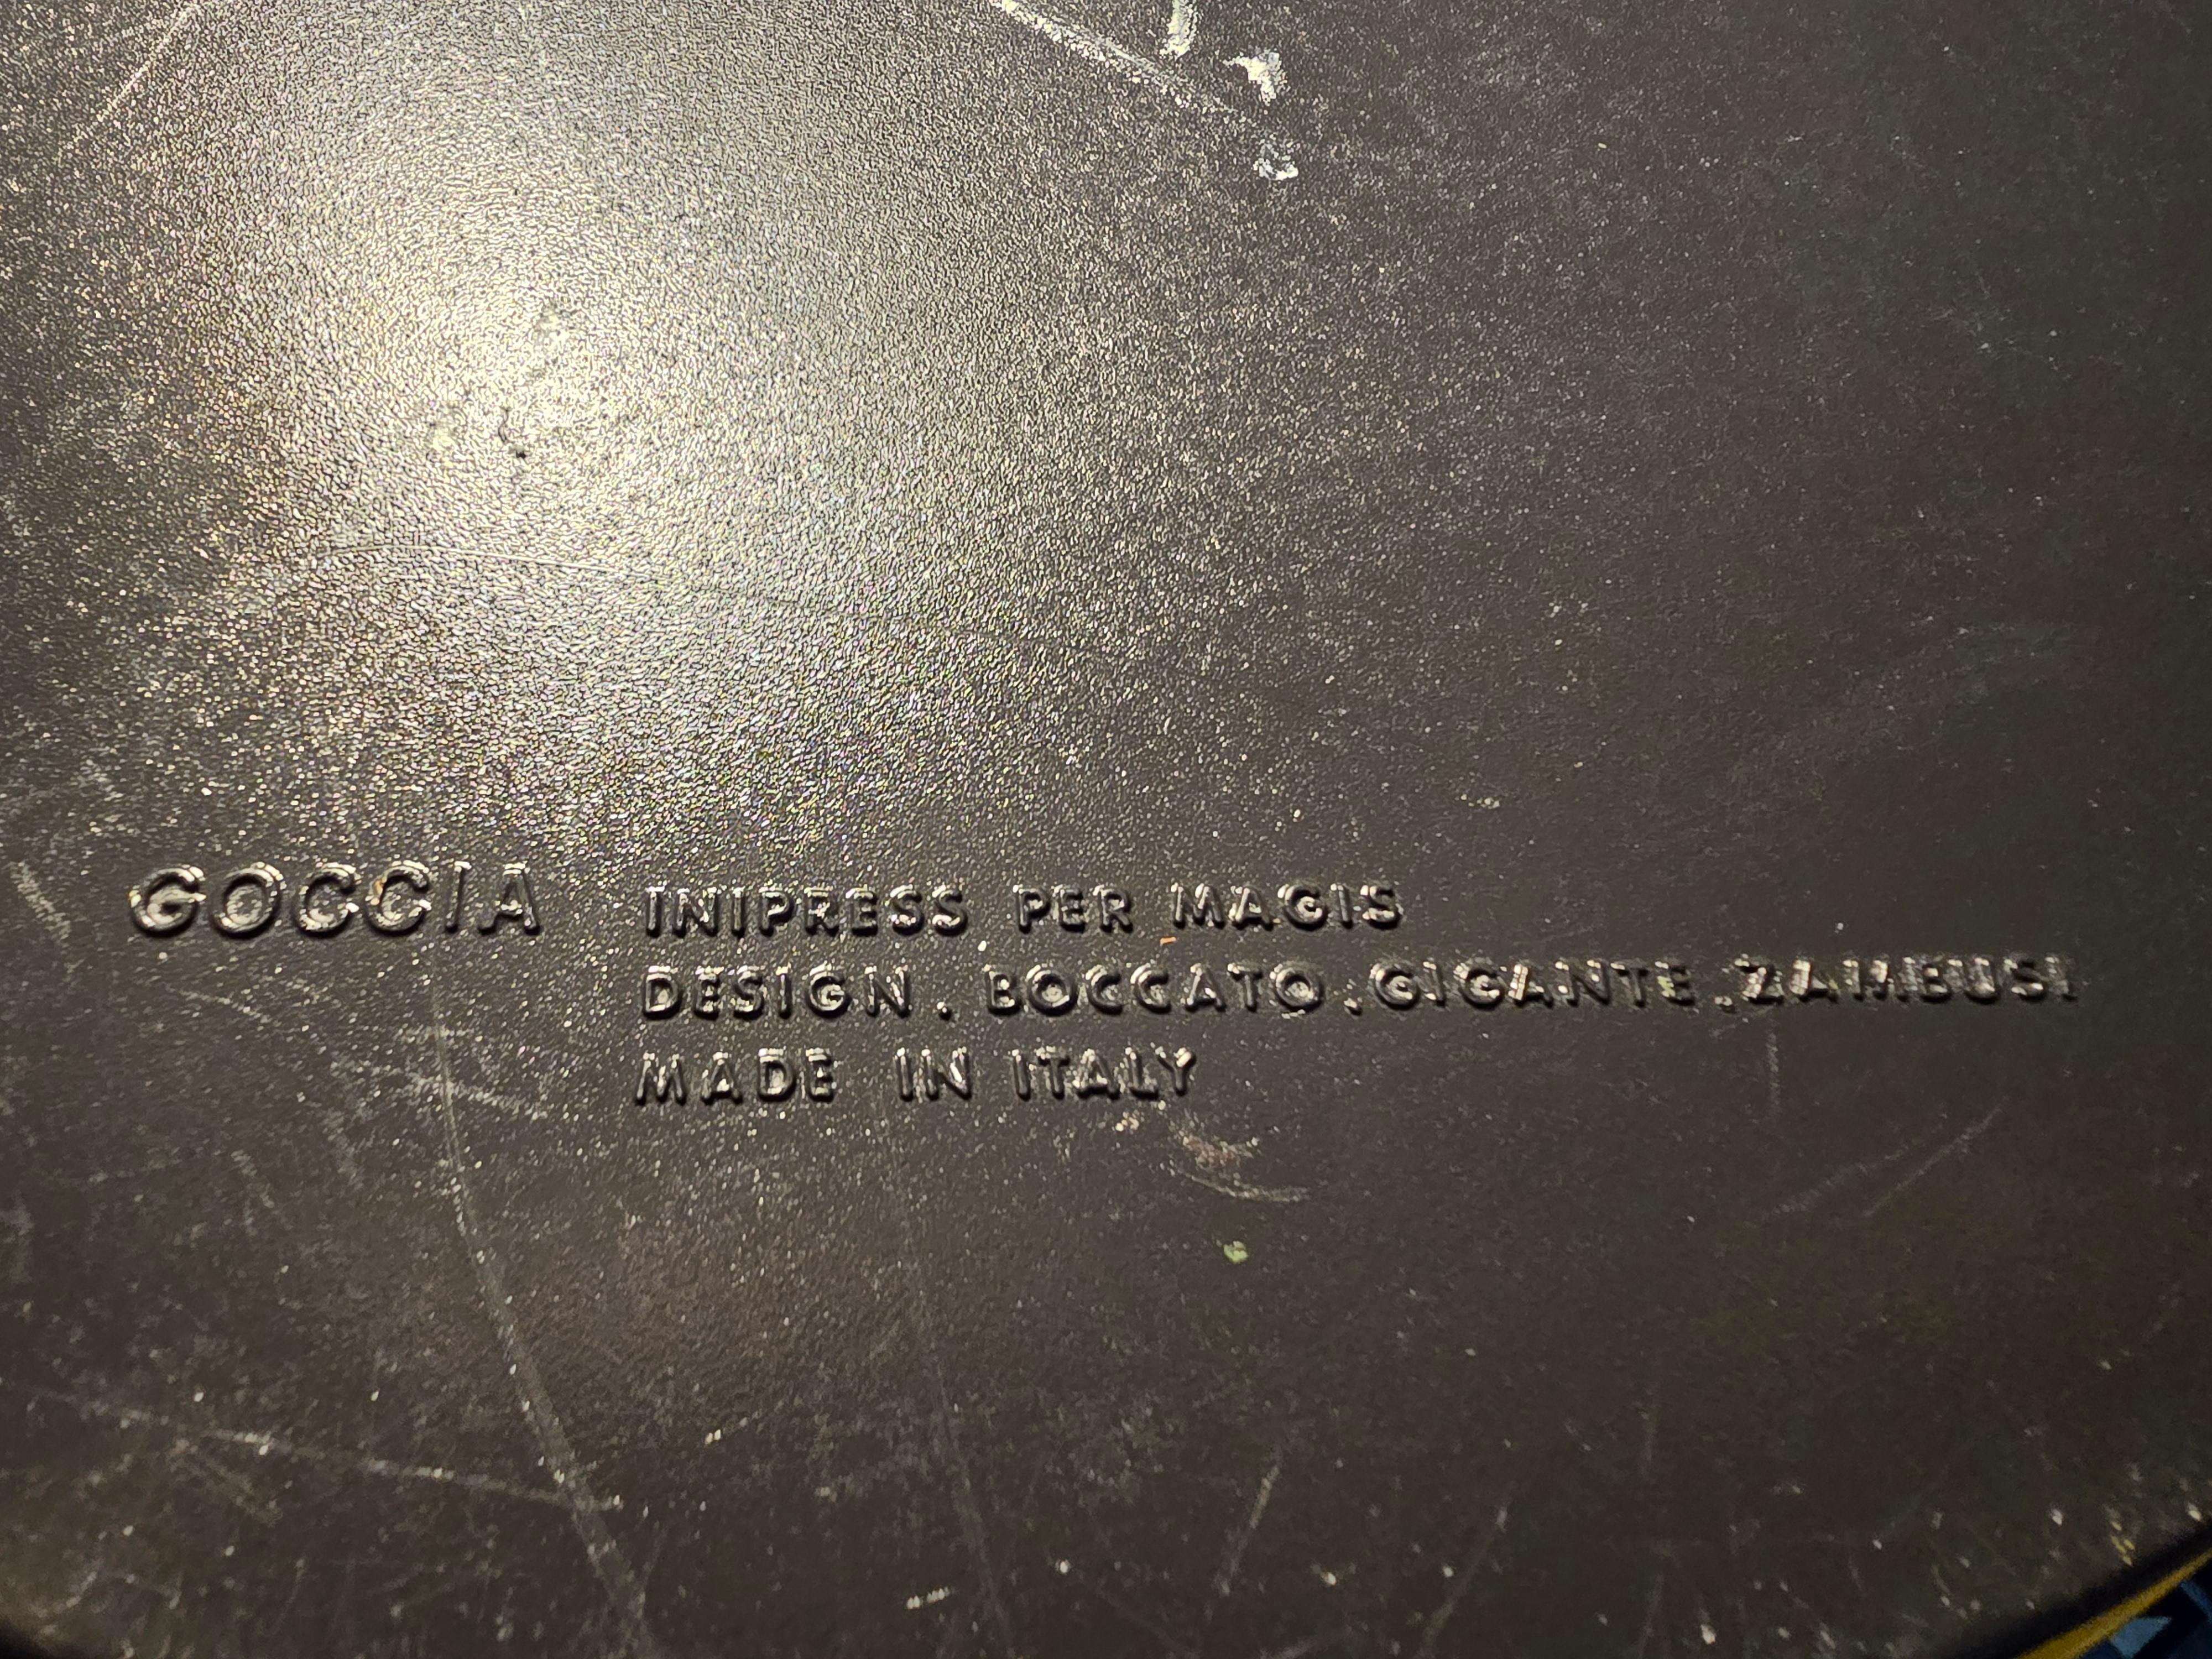 GOCCIA INIPRESS PER MAGIS
DESIGN. BOCCATO.GIGANTE.ZAMBUSI
MADE IN ITALY